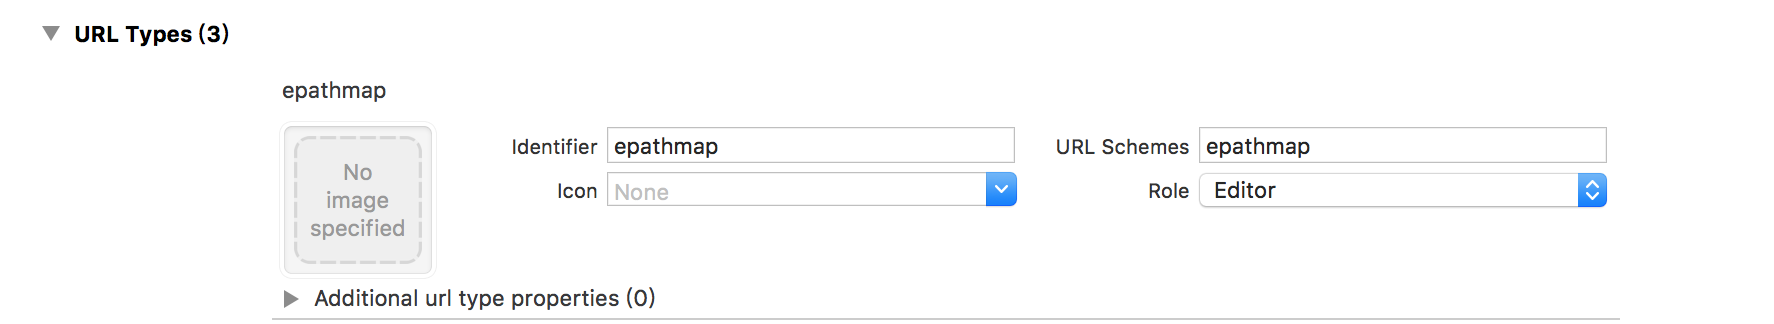 URL Types (3)
epathmap
No
image
specified
Identifier epathmap
URL Schemes epathmap
Icon None
Role Editor
Additional url type properties (0)